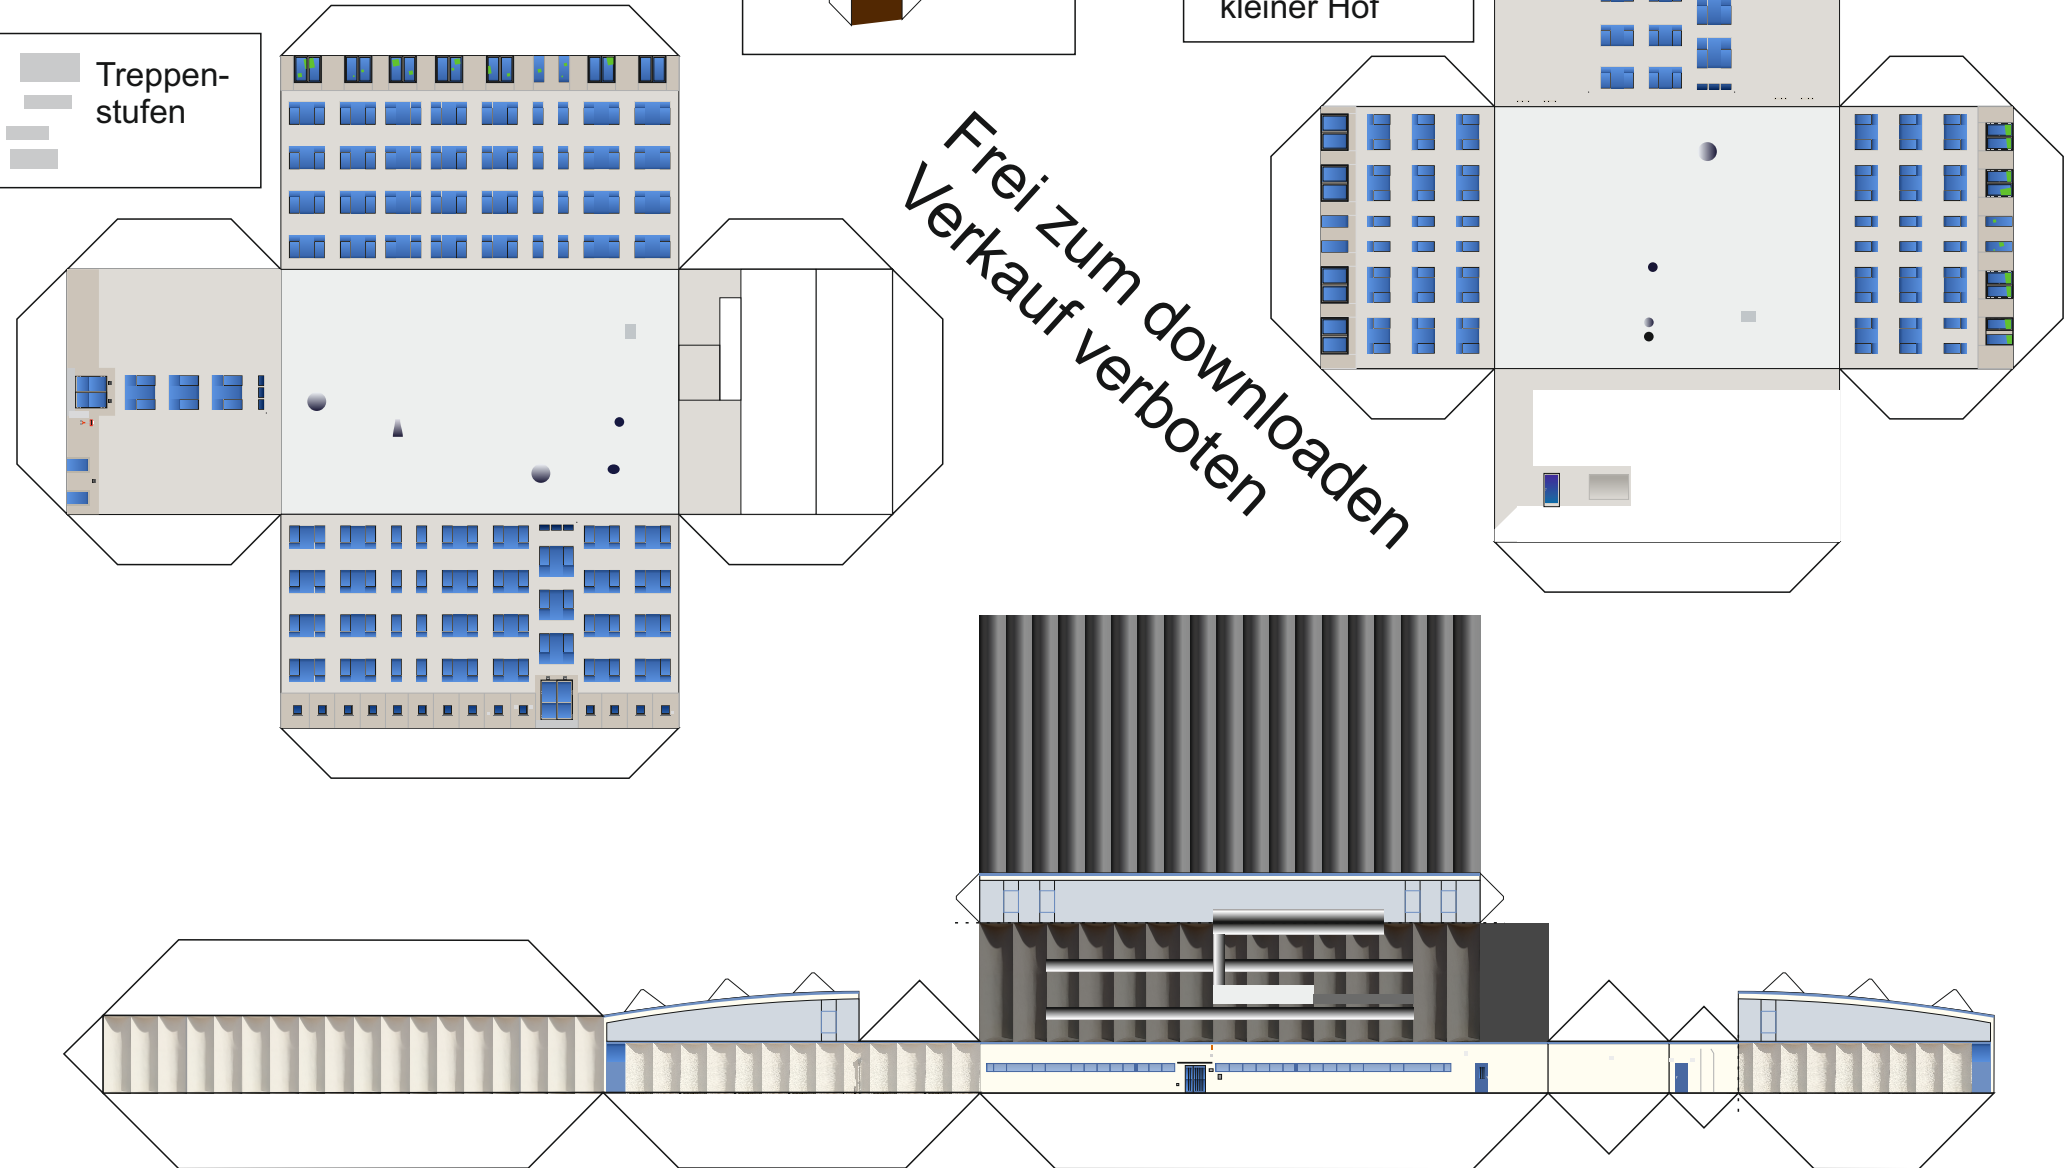 kleiner Hof
Treppen-
stufen
Frei zum downloaden
Verkauf verboten